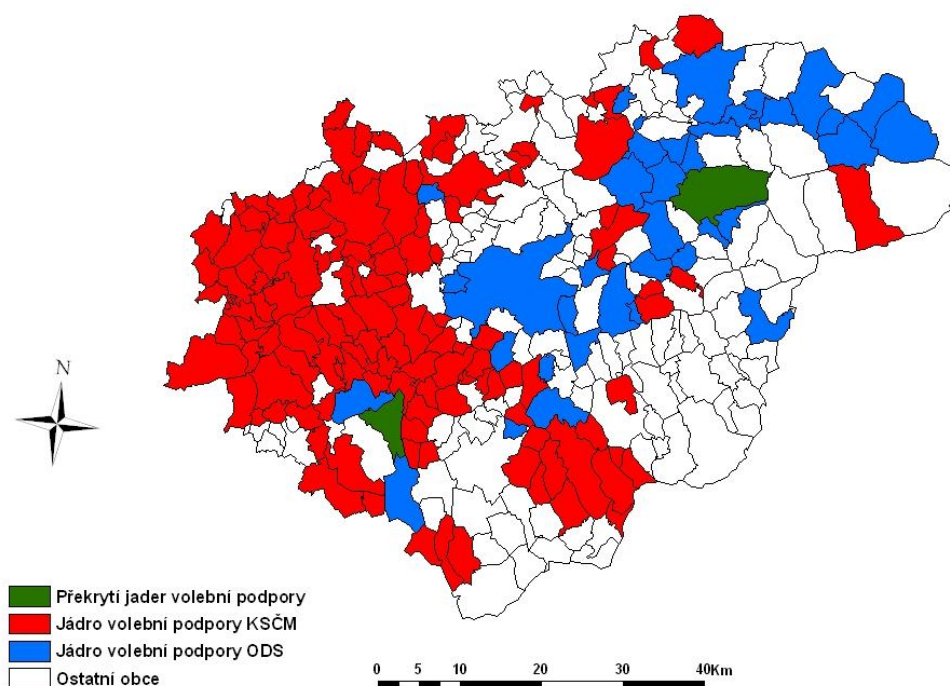 N
Překrytí jader volební podpory
Jádro volební podpory KSČM
Jádro volební podpory ODS
Ostatní obce
0 5 10 20 30 40Km